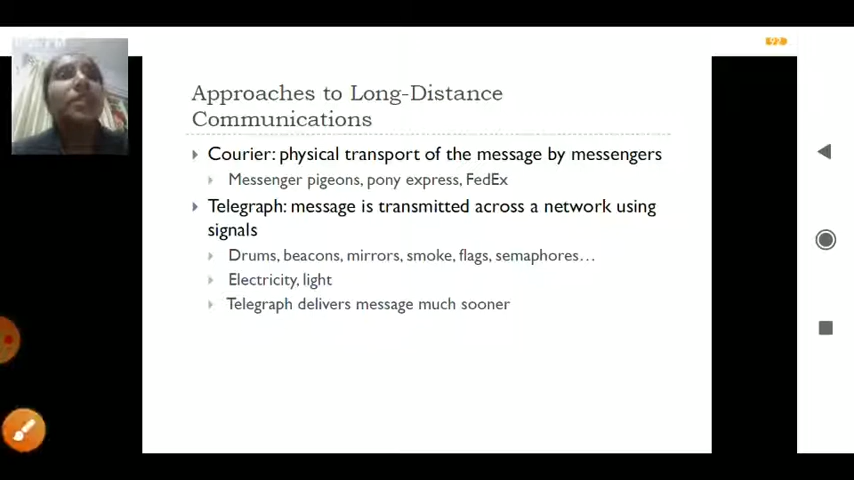 92
Approaches to Long-Distance
Communications
Courier: physical transport of the message by messengers
Messenger pigeons, pony express, FedEx
Telegraph: message is transmitted across a network using
signals
Drums, beacons, mirrors, smoke, flags, semaphores…
Electricity, light
Telegraph delivers message much sooner